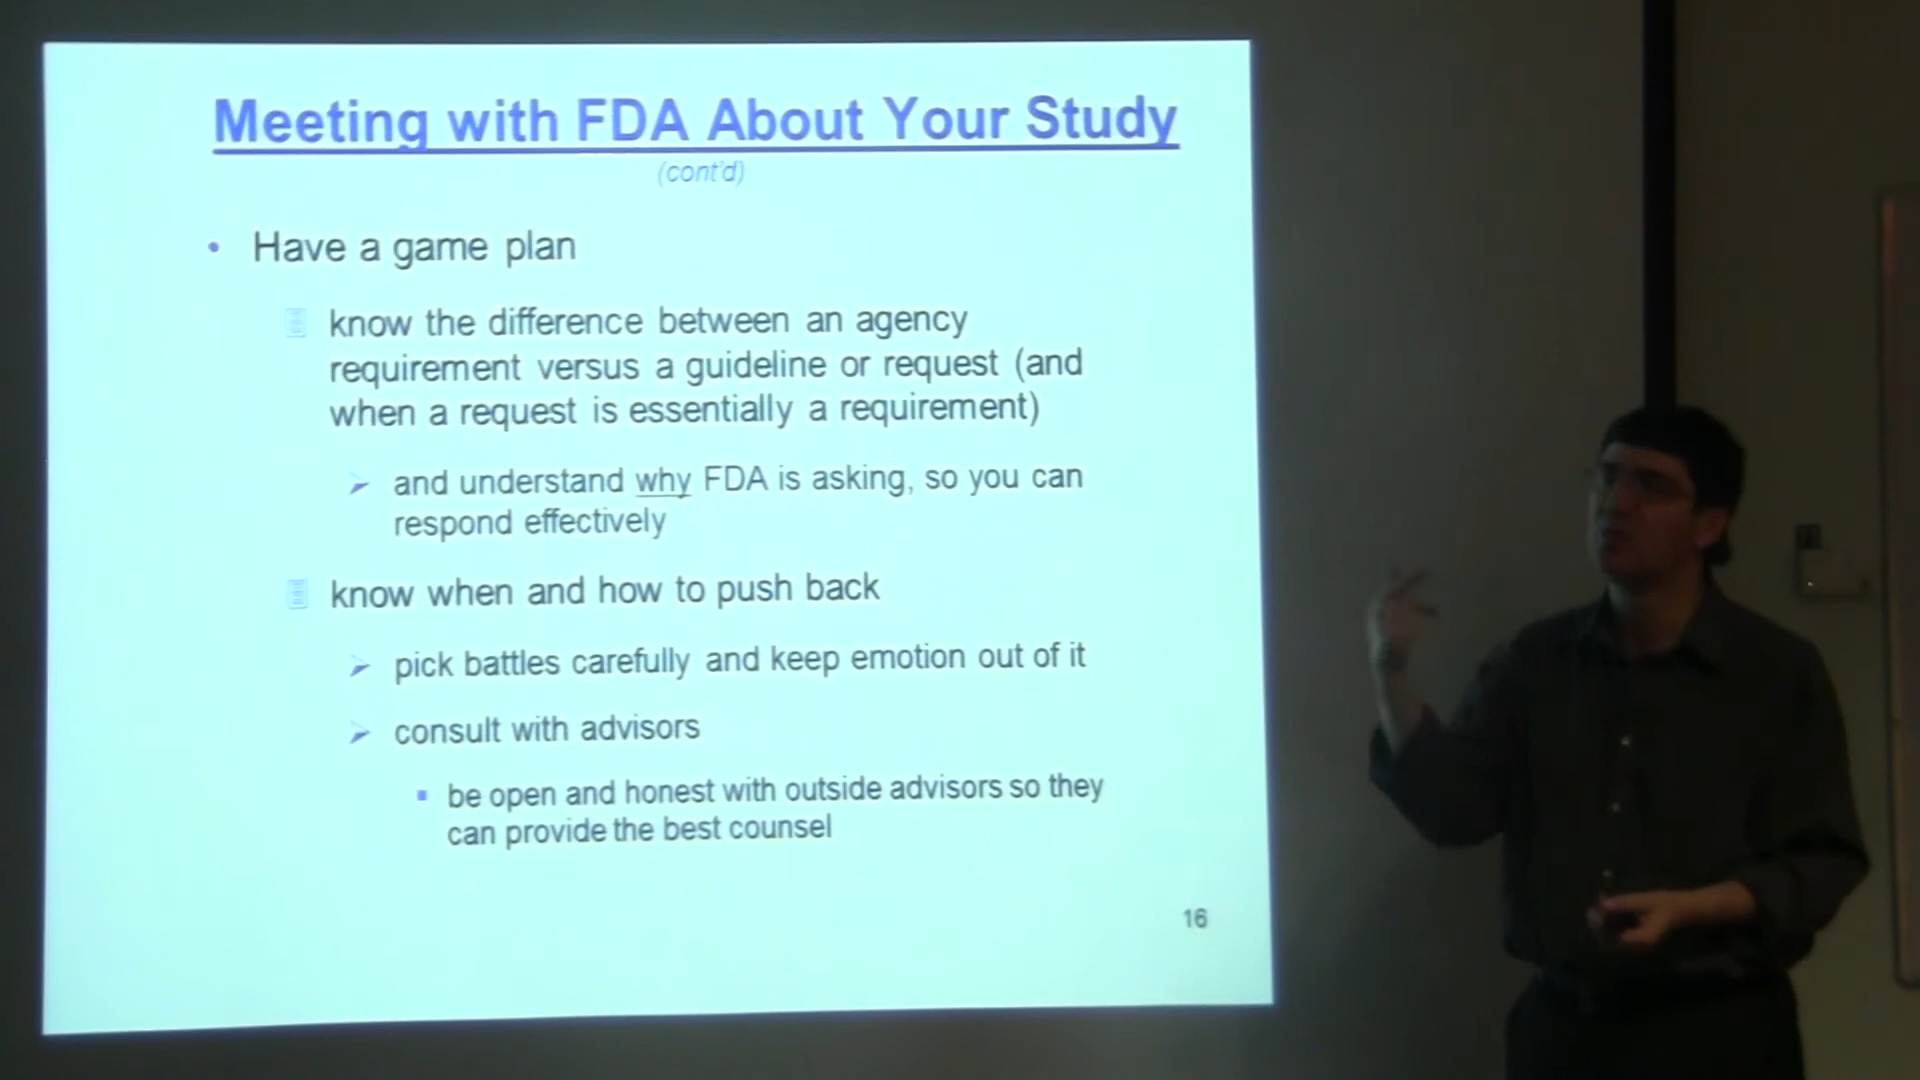 Meeting with FDA About Your Study
(cont'd)
• Have a game plan
know the difference between an agency
requirement versus a guideline or request (and
when a request is essentially a requirement)
➢ and understand why FDA is asking, so you can
respond effectively
know when and how to push back
➢ pick battles carefully and keep emotion out of it
➢ consult with advisors
▪ be open and honest with outside advisors so they
can provide the best counsel
16